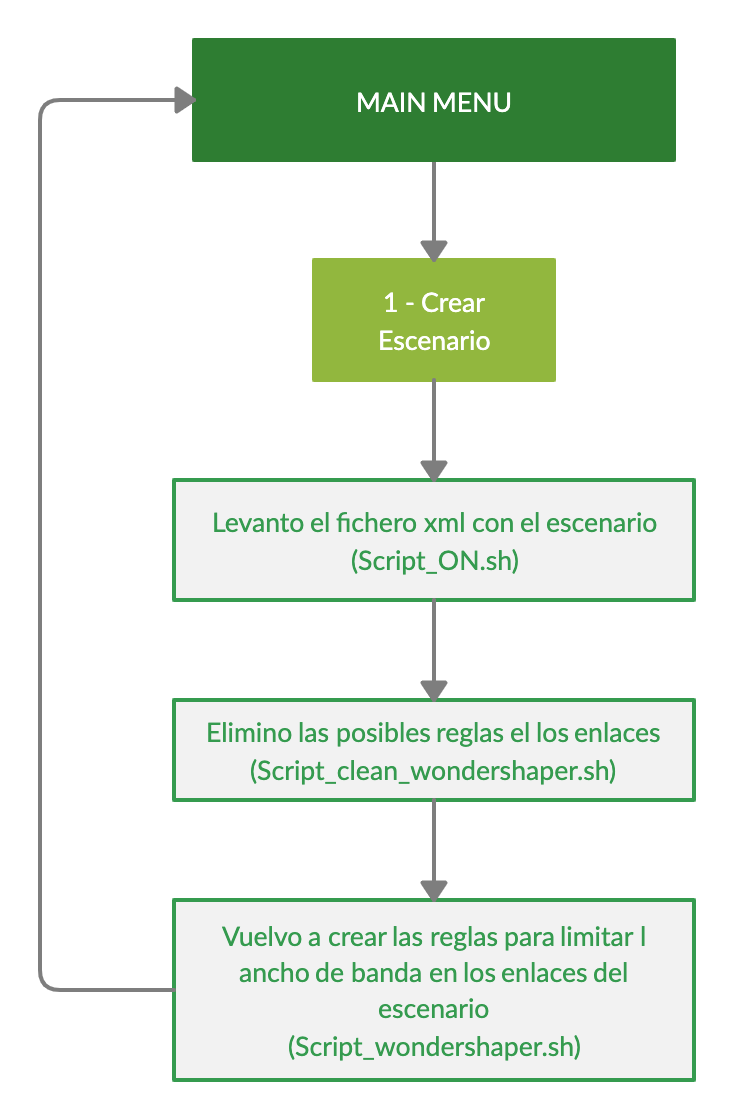 MAIN MENU
1 - Crear
Escenario
Levanto el fichero xml con el escenario
(Script_ON.sh)
Elimino las posibles reglas el los enlaces
(Script_clean_wondershaper.sh)
Vuelvo a crear las reglas para limitar l
ancho de banda en los enlaces del
escenario
(Script_wondershaper.sh)